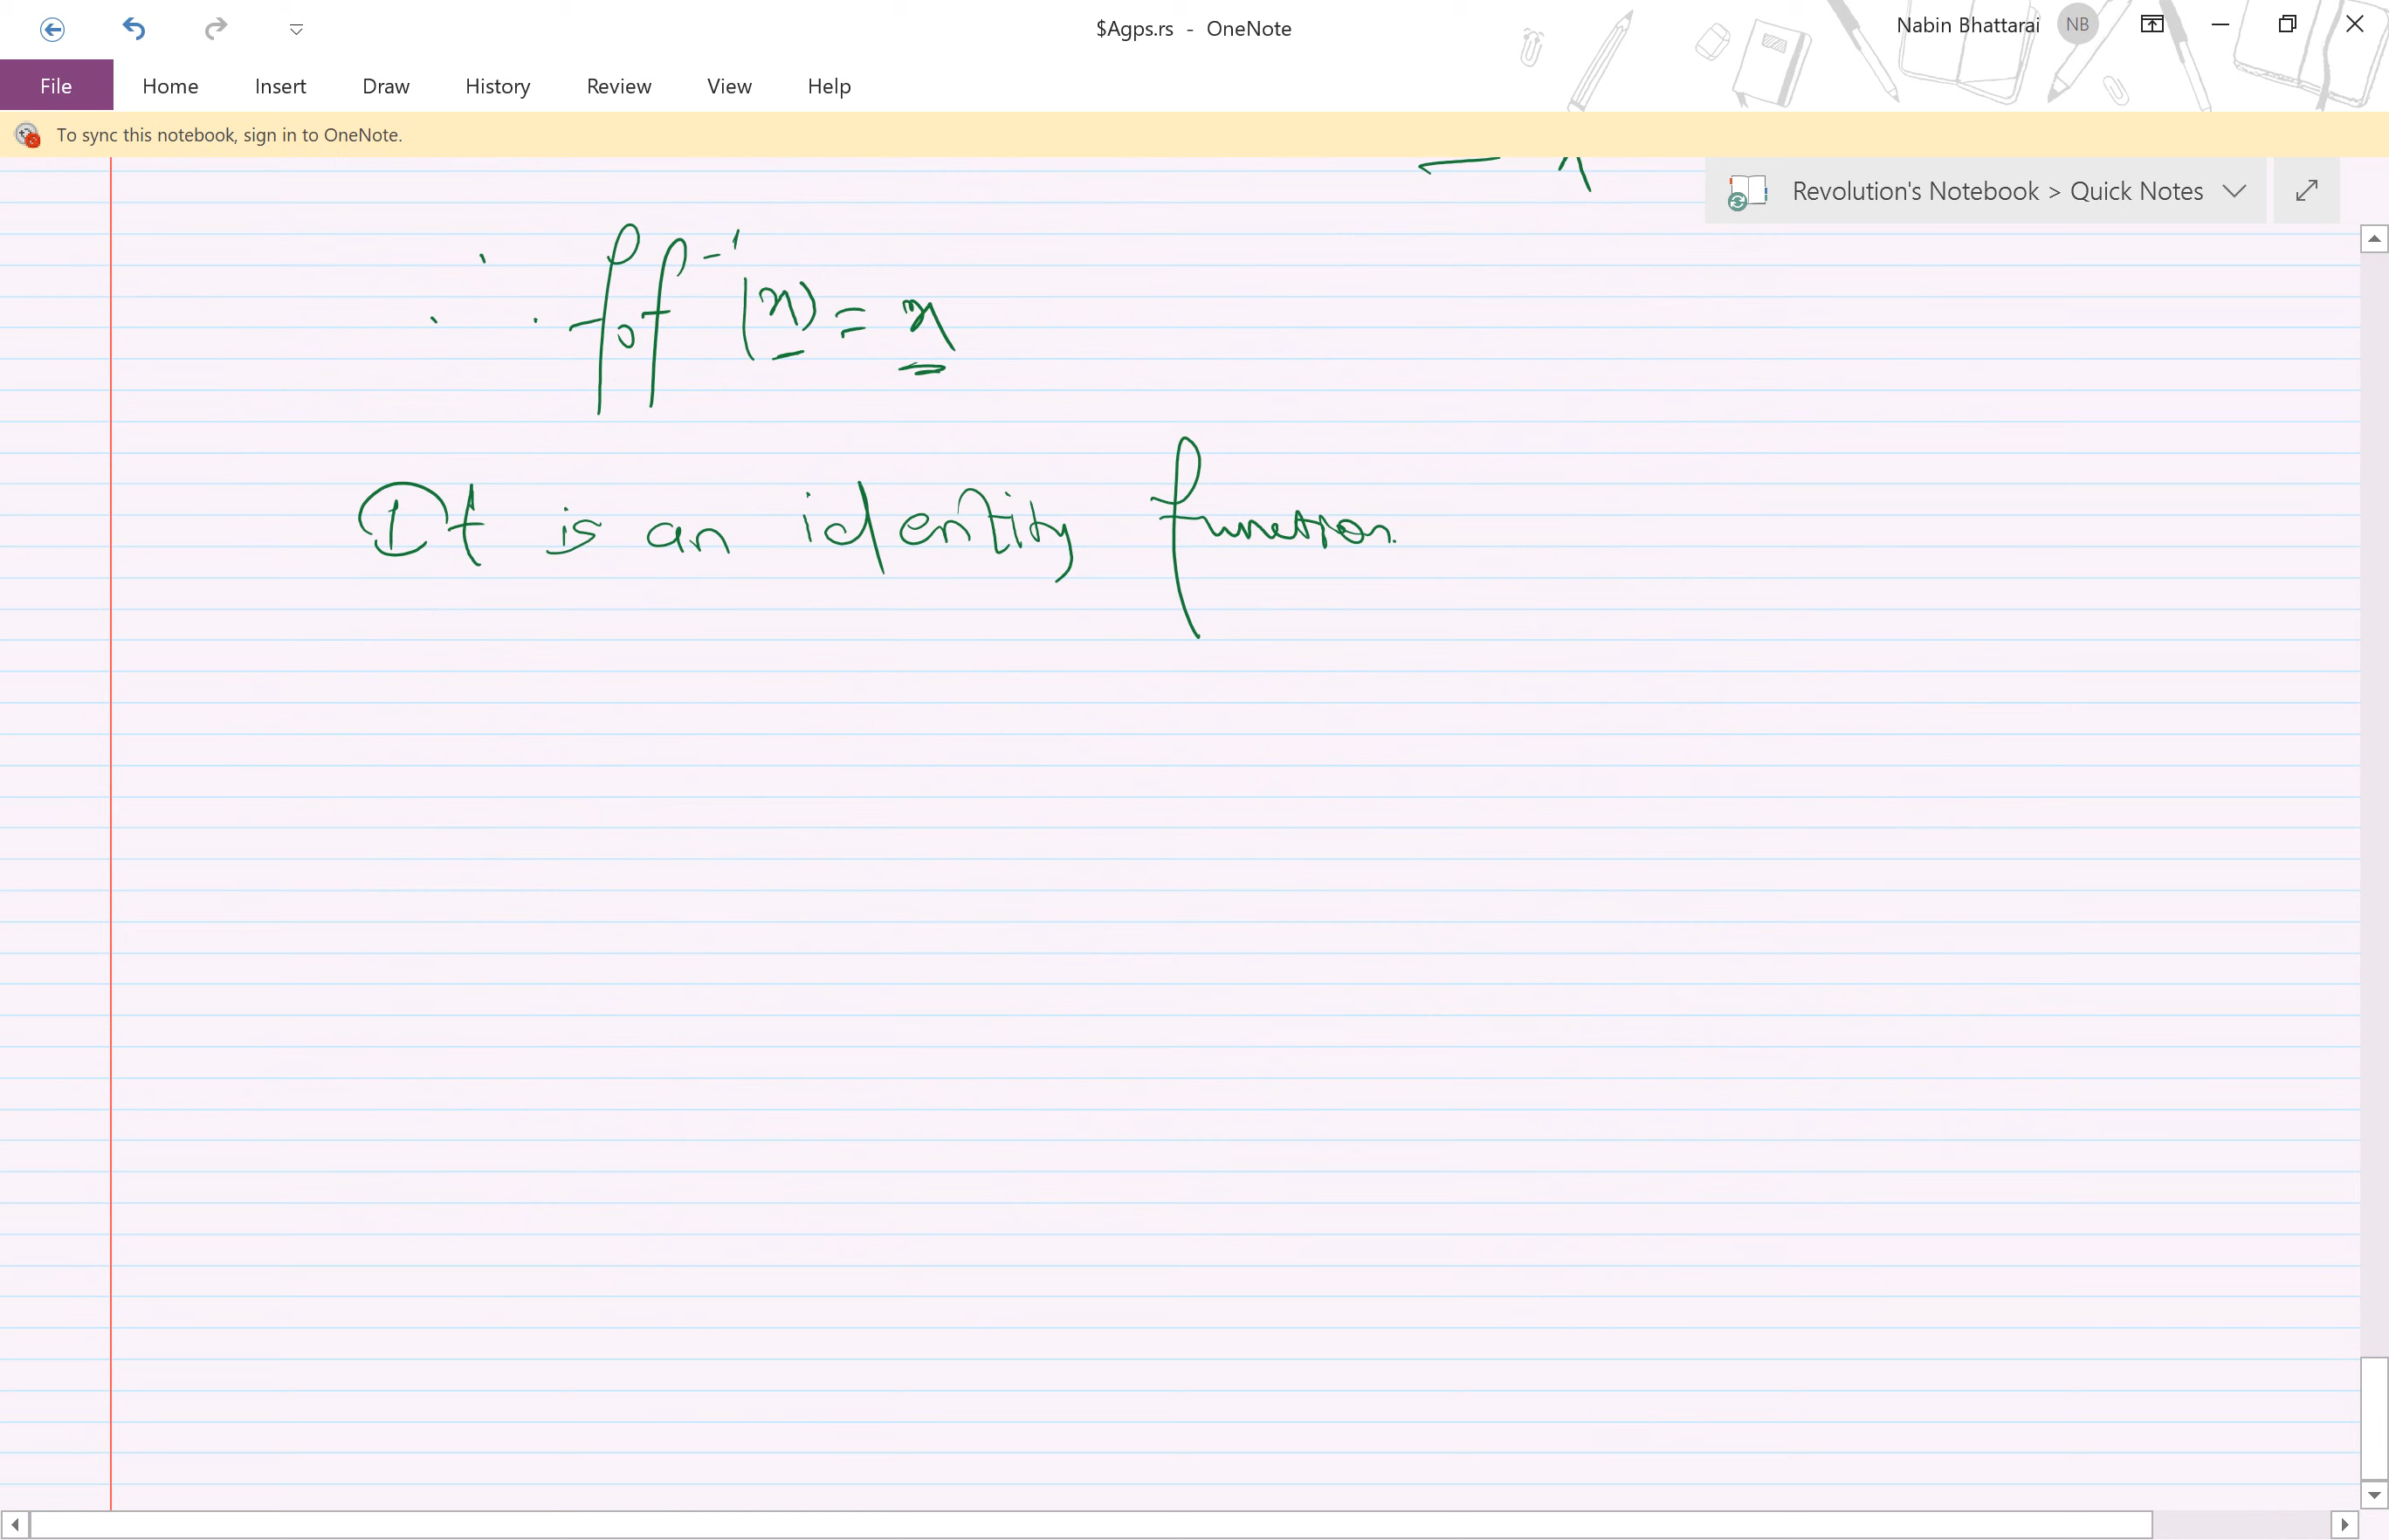 $Agps.rs - OneNote
Nabin Bhattarai NB
File Home Insert Draw History Review View Help
To sync this notebook, sign in to OneNote.
Revolution's Notebook > Quick Notes
∴ fof⁻¹(x) = x
It is an identity function.